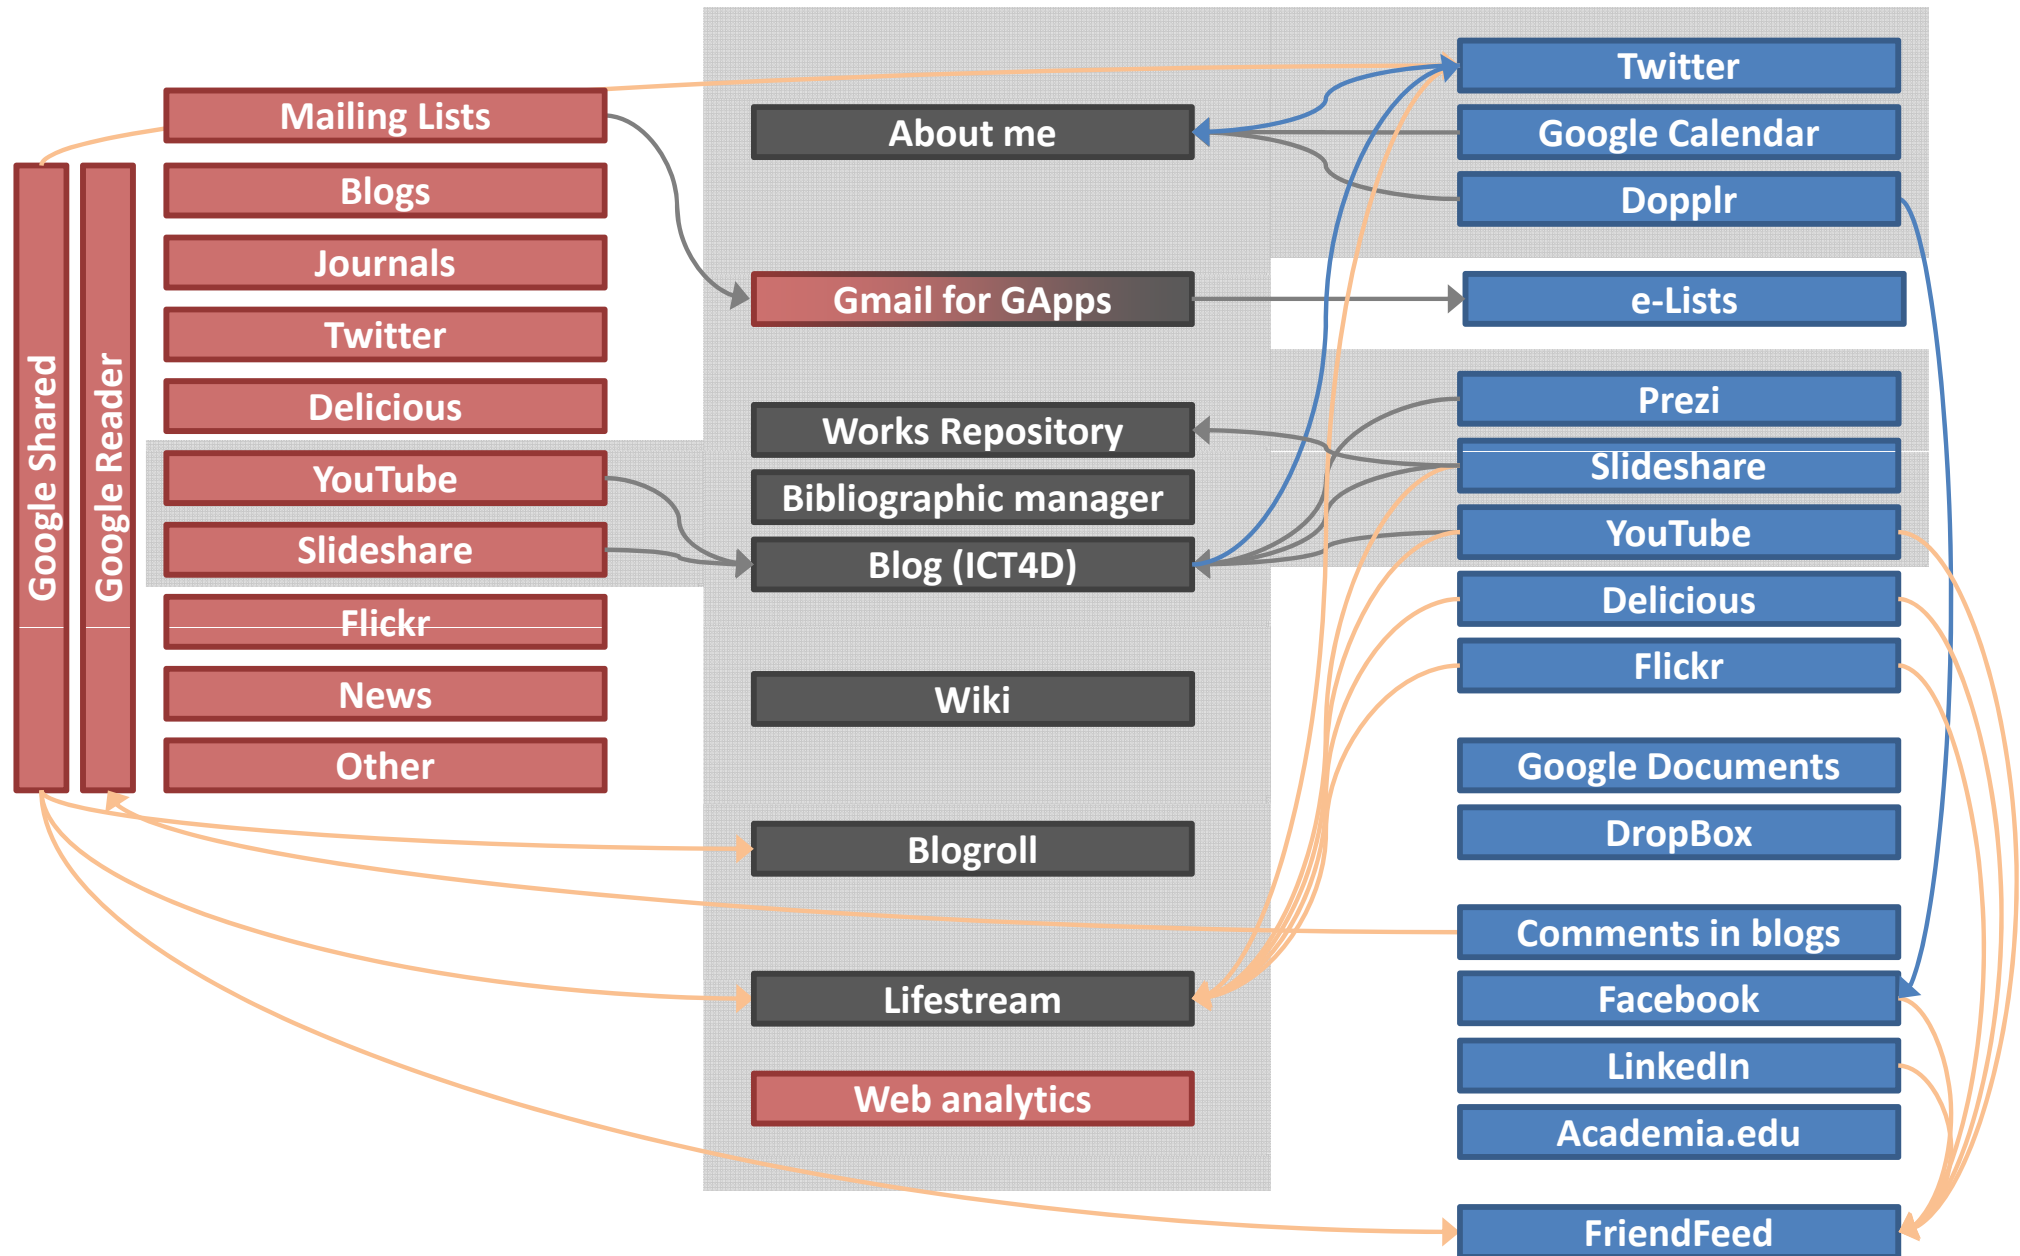 Google Shared
Google Reader
Mailing Lists
Blogs
Journals
Twitter
Delicious
YouTube
Slideshare
Flickr
News
Other
About me
Gmail for GApps
Works Repository
Bibliographic manager
Blog (ICT4D)
Wiki
Blogroll
Lifestream
Web analytics
Twitter
Google Calendar
Dopplr
e-Lists
Prezi
Slideshare
YouTube
Delicious
Flickr
Google Documents
DropBox
Comments in blogs
Facebook
LinkedIn
Academia.edu
FriendFeed